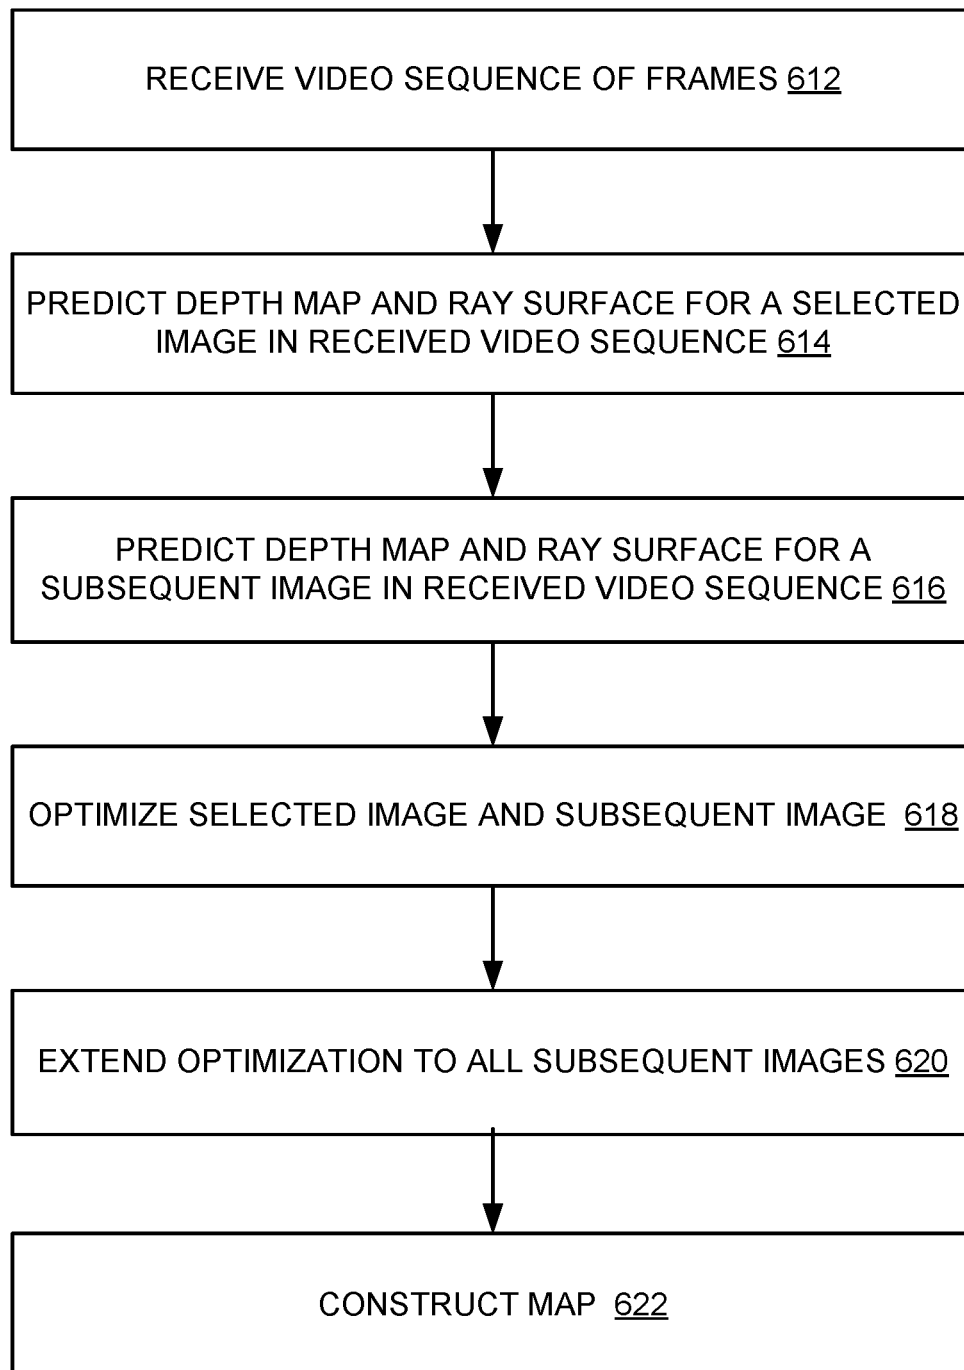 RECEIVE VIDEO SEQUENCE OF FRAMES 612
PREDICT DEPTH MAP AND RAY SURFACE FOR A SELECTED
IMAGE IN RECEIVED VIDEO SEQUENCE 614
PREDICT DEPTH MAP AND RAY SURFACE FOR A
SUBSEQUENT IMAGE IN RECEIVED VIDEO SEQUENCE 616
OPTIMIZE SELECTED IMAGE AND SUBSEQUENT IMAGE 618
EXTEND OPTIMIZATION TO ALL SUBSEQUENT IMAGES 620
CONSTRUCT MAP 622